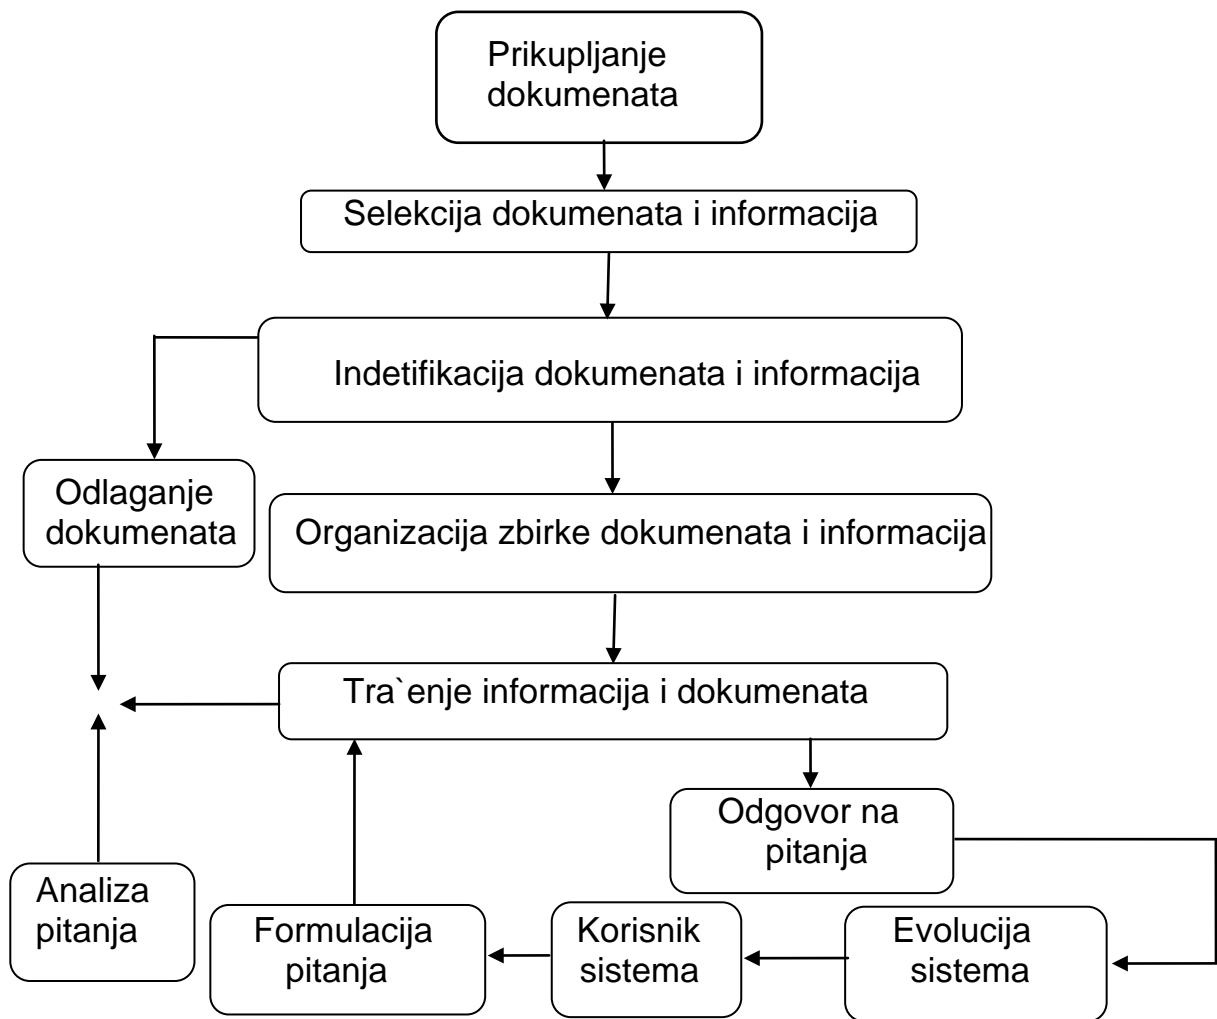 Prikupljanje
dokumenata
Selekcija dokumenata i informacija
Indetifikacija dokumenata i informacija
Odlaganje
dokumenata
Organizacija zbirke dokumenata i informacija
Tra`enje informacija i dokumenata
Odgovor na
pitanja
Analiza
pitanja
Formulacija
pitanja
Korisnik
sistema
Evolucija
sistema